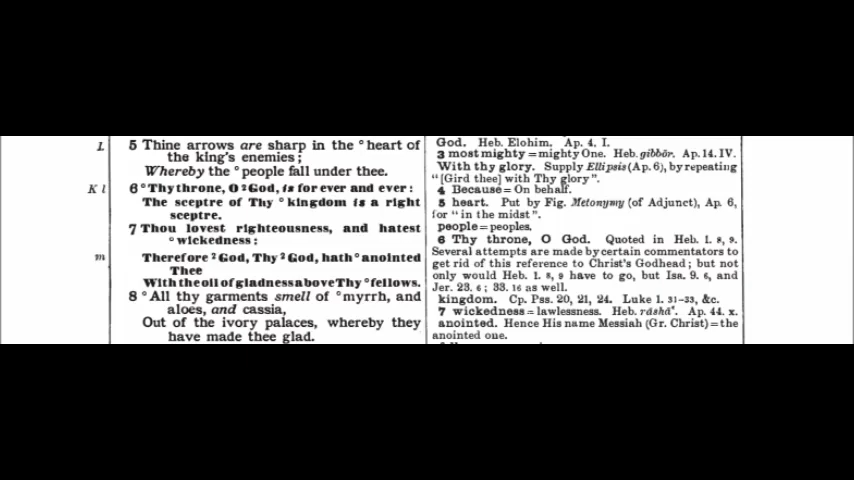 L
5 Thine arrows are sharp in the °heart of
the king's enemies;
Whereby the °people fall under thee.
K l
6 °Thy throne, O ²God, is for ever and ever:
The sceptre of Thy °kingdom is a right
sceptre.
7 Thou lovest righteousness, and hatest
°wickedness:
m
Therefore ²God, Thy ²God, hath °anointed
Thee
With the oil of gladness above Thy °fellows.
8 °All thy garments smell of °myrrh, and
aloes, and cassia,
Out of the ivory palaces, whereby they
have made thee glad.
God. Heb. Elohim. Ap. 4. I.
3 most mighty = mighty One. Heb. gibbōr. Ap. 14. IV.
With thy glory. Supply Ellipsis (Ap. 6), by repeating
"[Gird thee] with Thy glory".
4 Because = On behalf.
5 heart. Put by Fig. Metonymy (of Adjunct), Ap. 6,
for "in the midst".
people = peoples.
6 Thy throne, O God. Quoted in Heb. 1. 8, 9.
Several attempts are made by certain commentators to
get rid of this reference to Christ's Godhead; but not
only would Heb. 1. 8, 9 have to go, but Isa. 9. 6, and
Jer. 23. 6; 33. 16 as well.
kingdom. Cp. Pss. 20, 21, 24. Luke 1. 31-33, &c.
7 wickedness = lawlessness. Heb. rāshā'. Ap. 44. x.
anointed. Hence His name Messiah (Gr. Christ) = the
anointed one.